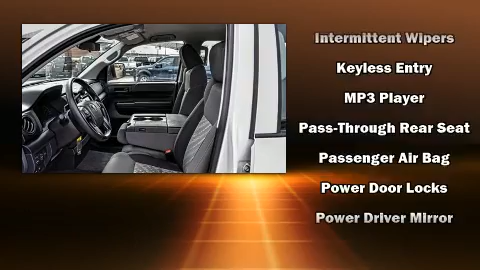 Intermittent Wipers
Keyless Entry
MP3 Player
Pass-Through Rear Seat
Passenger Air Bag
Power Door Locks
Power Driver Mirror